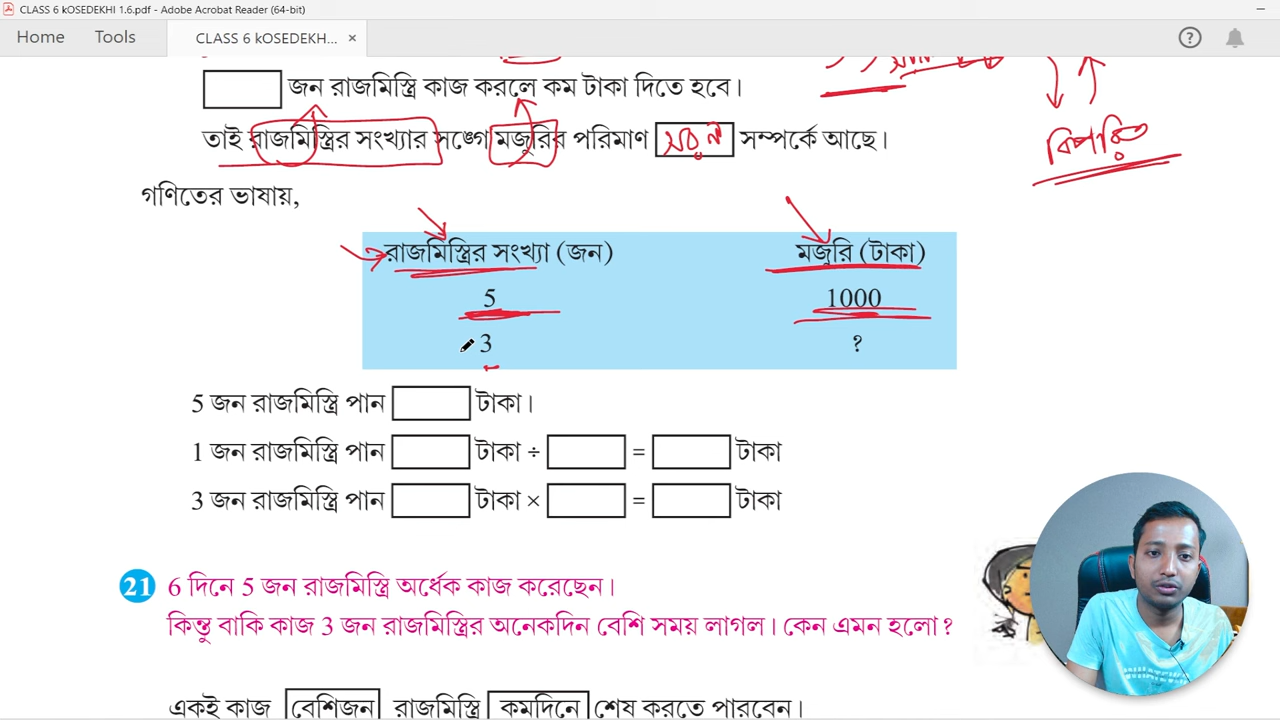 CLASS 6 kOSEDEKHI 1.6.pdf - Adobe Acrobat Reader (64-bit)
Home Tools CLASS 6 kOSEDEKH... ×
জন রাজমিস্ত্রি কাজ করলে কম টাকা দিতে হবে।
তাই রাজমিস্ত্রির সংখ্যার সঙ্গে মজুরির পরিমাণ সরল সম্পর্কে আছে।
গণিতের ভাষায়,
রাজমিস্ত্রির সংখ্যা (জন) মজুরি (টাকা)
5 1000
3 ?
5 জন রাজমিস্ত্রি পান টাকা।
1 জন রাজমিস্ত্রি পান টাকা ÷ = টাকা
3 জন রাজমিস্ত্রি পান টাকা × = টাকা
21 6 দিনে 5 জন রাজমিস্ত্রি অর্ধেক কাজ করেছেন।
কিন্তু বাকি কাজ 3 জন রাজমিস্ত্রির অনেকদিন বেশি সময় লাগল। কেন এমন হলো?
একই কাজ বেশিজন রাজমিস্ত্রি কমদিনে শেষ করতে পারবেন।